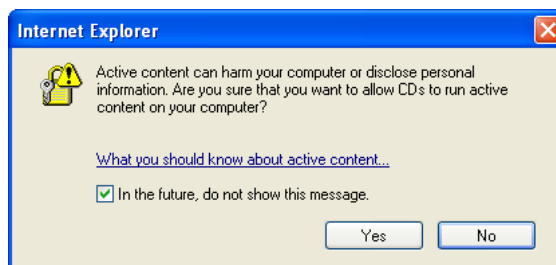 Internet Explorer
Active content can harm your computer or disclose personal
information. Are you sure that you want to allow CDs to run active
content on your computer?
What you should know about active content...
In the future, do not show this message.
Yes No